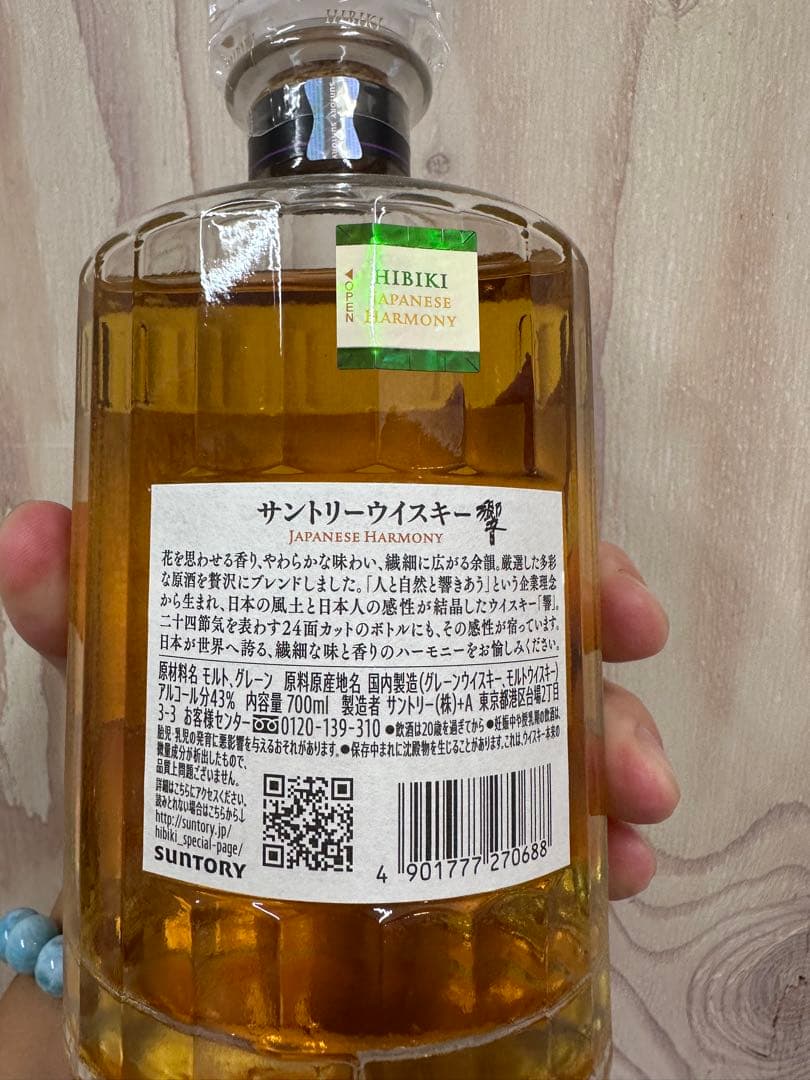 HIBIKI
SUNTORY SUNTORY
◀OPEN
HIBIKI
JAPANESE
HARMONY
サントリーウイスキー響
JAPANESE HARMONY
花を思わせる香り、やわらかな味わい、繊細に広がる余韻。厳選した多彩
な原酒を贅沢にブレンドしました。「人と自然と響きあう」という企業理念
から生まれ、日本の風土と日本人の感性が結晶したウイスキー「響」。
二十四節気を表わす24面カットのボトルにも、その感性が宿っています。
日本が世界へ誇る、繊細な味と香りのハーモニーをお愉しみください。
原材料名 モルト、グレーン 原料原産地名 国内製造(グレーンウイスキー、モルトウイスキー)
アルコール分43% 内容量700ml 製造者 サントリー(株)+A 東京都港区台場2丁目
3-3 お客様センター 0120-139-310 ●飲酒は20歳を過ぎてから ●妊娠中や授乳期の飲酒は、
胎児・乳児の発育に悪影響を与えるおそれがあります。●保存中まれに沈殿物を生じることがあります。これは、ウイスキー本来の
微量成分が析出したもので、
品質上問題ございません。
詳細はこちらにアクセスください。
読みとれない場合はこちらから↓
http://suntory.jp/
hibiki_special-page/
SUNTORY
4 901777 270688